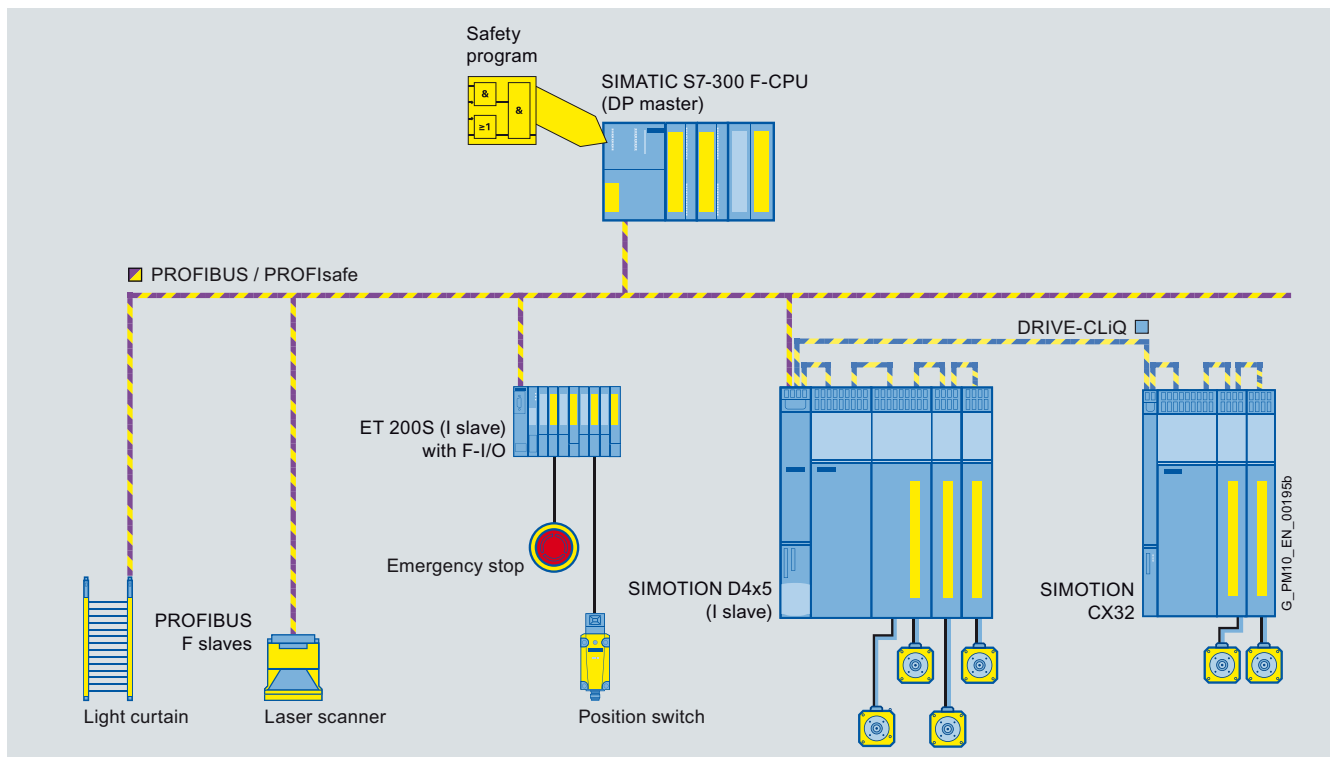 Safety
program
&
&
≥1
SIMATIC S7-300 F-CPU
(DP master)
PROFIBUS / PROFIsafe
DRIVE-CLiQ
ET 200S (I slave)
with F-I/O
Emergency stop
SIMOTION D4x5
(I slave)
SIMOTION
CX32
G_PM10_EN_00195b
PROFIBUS
F slaves
Light curtain
Laser scanner
Position switch